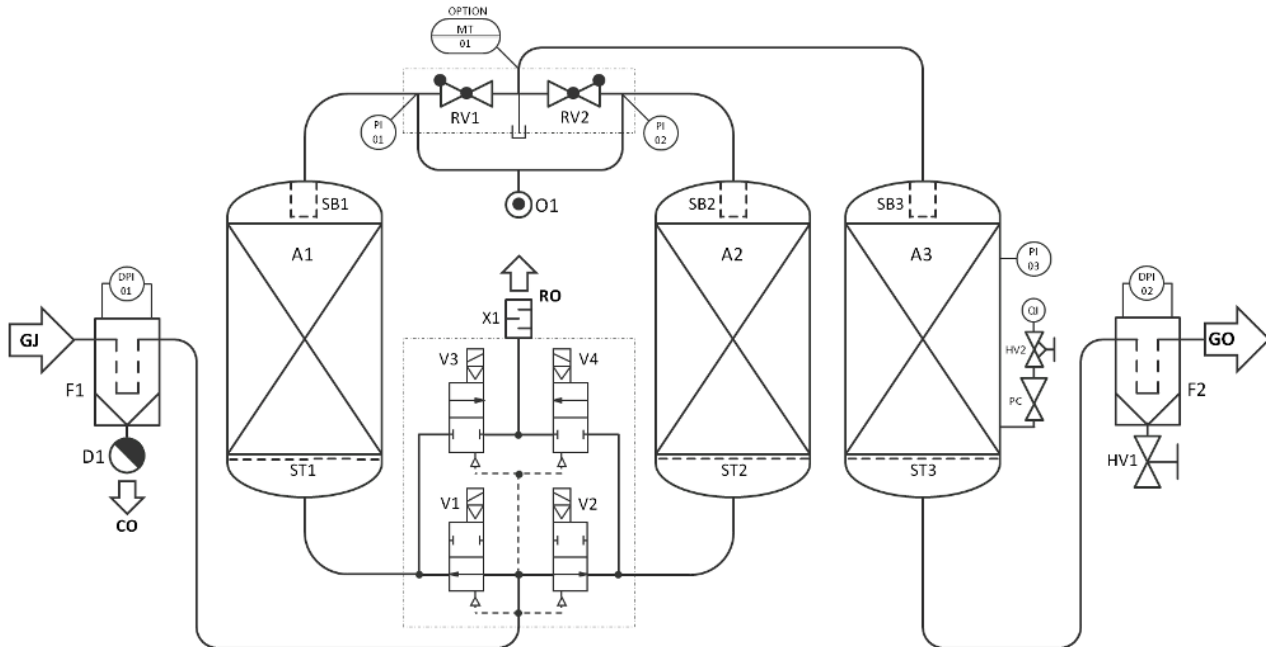 OPTION
MT
01
RV1
RV2
PI
01
PI
02
SB1
O1
SB2
SB3
A1
A2
A3
PI
03
DPI
01
DPI
02
RO
X1
GJ
GO
QI
HV2
V3
V4
F1
F2
PC
D1
ST1
ST2
ST3
HV1
V1
V2
CO